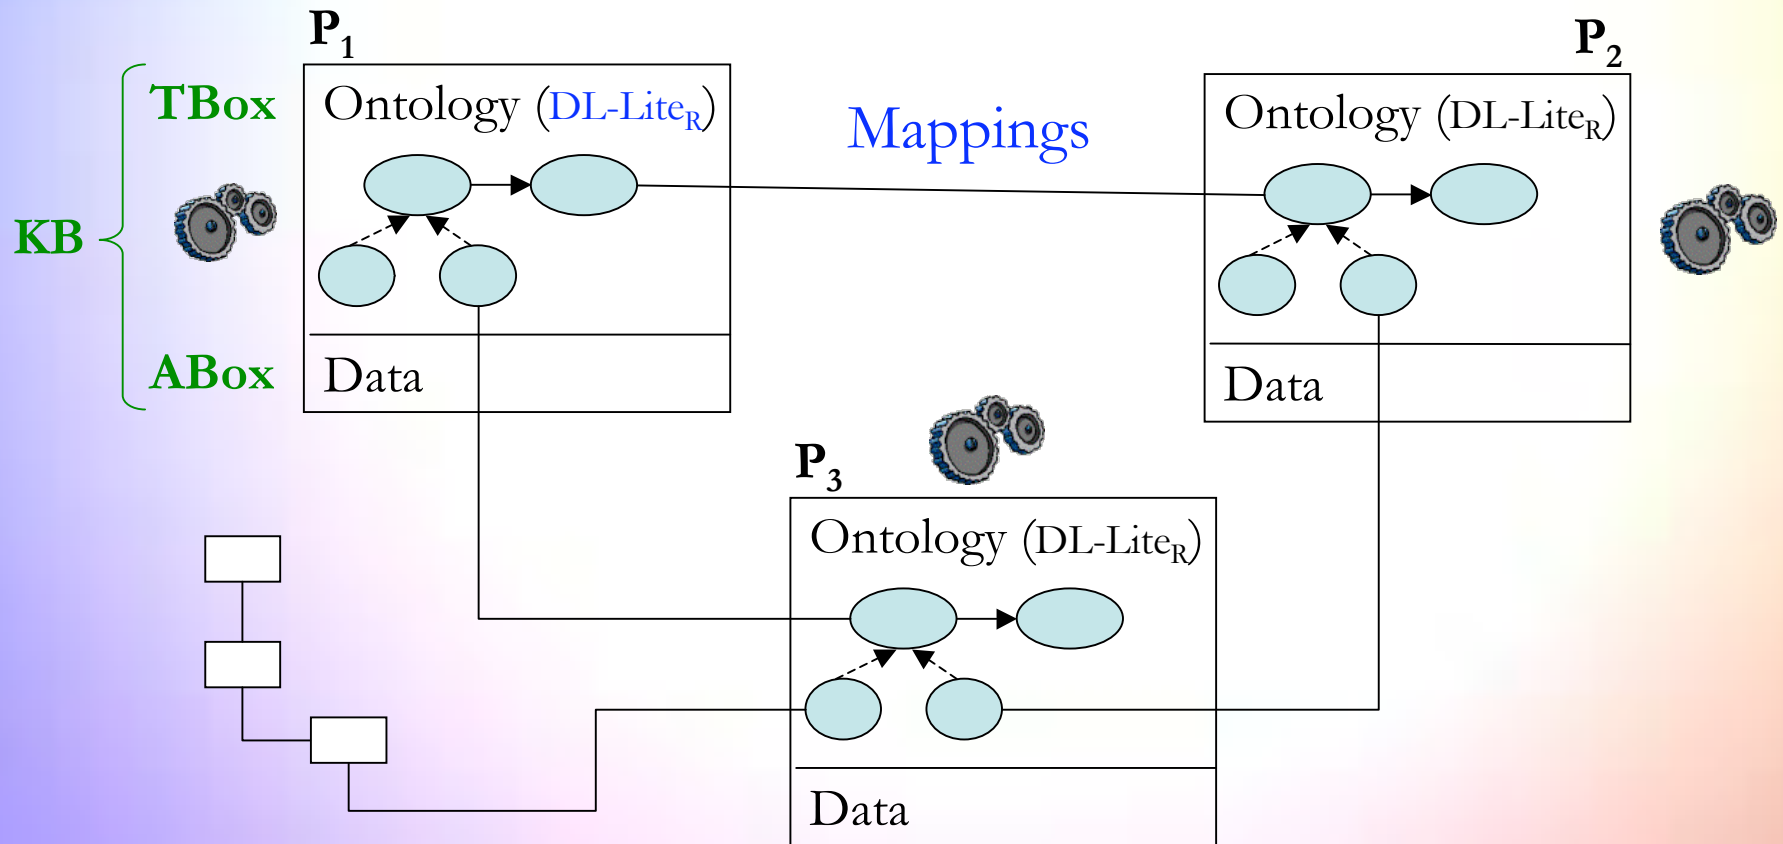 P1
P2
TBox
Ontology (DL-LiteR)
Mappings
Ontology (DL-LiteR)
KB
ABox
Data
Data
P3
Ontology (DL-LiteR)
Data